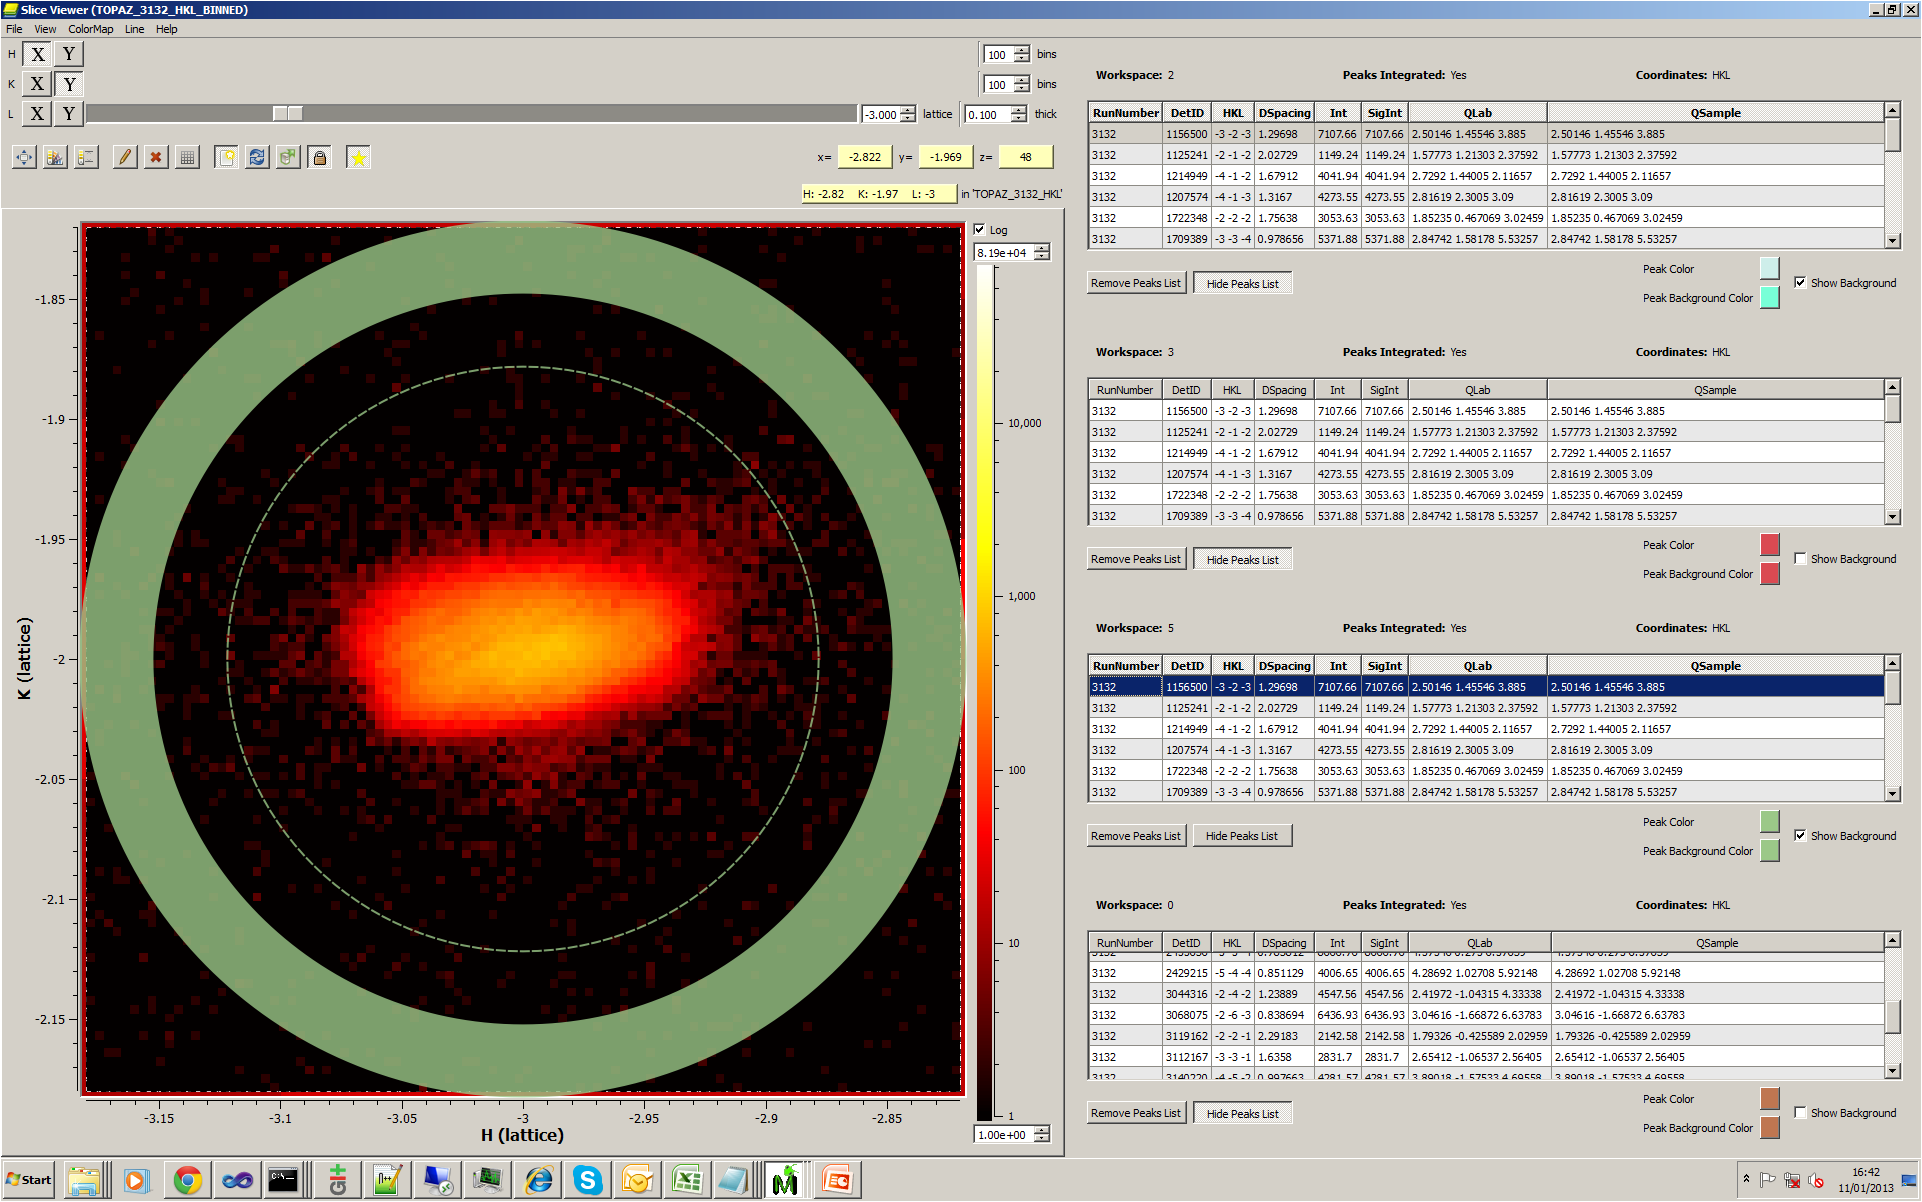 Slice Viewer (TOPAZ_3132_HKL_BINNED)
File View ColorMap Line Help
H X Y 100 bins
K X Y 100 bins
L X Y -3.000 lattice 0.100 thick
x= -2.822 y= -1.969 z= 48
H: -2.82 K: -1.97 L: -3 in 'TOPAZ_3132_HKL'
Log
8.19e+04
10,000
1,000
100
10
1
1.00e+00
-1.85
-1.9
-1.95
-2
-2.05
-2.1
-2.15
K (lattice)
-3.15 -3.1 -3.05 -3 -2.95 -2.9 -2.85
H (lattice)
Workspace: 2 Peaks Integrated: Yes Coordinates: HKL
RunNumber DetID HKL DSpacing Int SigInt QLab QSample
3132 1156500 -3 -2 -3 1.29698 7107.66 7107.66 2.50146 1.45546 3.885 2.50146 1.45546 3.885
3132 1125241 -2 -1 -2 2.02729 1149.24 1149.24 1.57773 1.21303 2.37592 1.57773 1.21303 2.37592
3132 1214949 -4 -1 -2 1.67912 4041.94 4041.94 2.7292 1.44005 2.11657 2.7292 1.44005 2.11657
3132 1207574 -4 -1 -3 1.3167 4273.55 4273.55 2.81619 2.3005 3.09 2.81619 2.3005 3.09
3132 1722348 -2 -2 -2 1.75638 3053.63 3053.63 1.85235 0.467069 3.02459 1.85235 0.467069 3.02459
3132 1709389 -3 -3 -4 0.978656 5371.88 5371.88 2.84742 1.58178 5.53257 2.84742 1.58178 5.53257
Remove Peaks List Hide Peaks List Peak Color Show Background
Peak Background Color
Workspace: 3 Peaks Integrated: Yes Coordinates: HKL
RunNumber DetID HKL DSpacing Int SigInt QLab QSample
3132 1156500 -3 -2 -3 1.29698 7107.66 7107.66 2.50146 1.45546 3.885 2.50146 1.45546 3.885
3132 1125241 -2 -1 -2 2.02729 1149.24 1149.24 1.57773 1.21303 2.37592 1.57773 1.21303 2.37592
3132 1214949 -4 -1 -2 1.67912 4041.94 4041.94 2.7292 1.44005 2.11657 2.7292 1.44005 2.11657
3132 1207574 -4 -1 -3 1.3167 4273.55 4273.55 2.81619 2.3005 3.09 2.81619 2.3005 3.09
3132 1722348 -2 -2 -2 1.75638 3053.63 3053.63 1.85235 0.467069 3.02459 1.85235 0.467069 3.02459
3132 1709389 -3 -3 -4 0.978656 5371.88 5371.88 2.84742 1.58178 5.53257 2.84742 1.58178 5.53257
Remove Peaks List Hide Peaks List Peak Color Show Background
Peak Background Color
Workspace: 5 Peaks Integrated: Yes Coordinates: HKL
RunNumber DetID HKL DSpacing Int SigInt QLab QSample
3132 1156500 -3 -2 -3 1.29698 7107.66 7107.66 2.50146 1.45546 3.885 2.50146 1.45546 3.885
3132 1125241 -2 -1 -2 2.02729 1149.24 1149.24 1.57773 1.21303 2.37592 1.57773 1.21303 2.37592
3132 1214949 -4 -1 -2 1.67912 4041.94 4041.94 2.7292 1.44005 2.11657 2.7292 1.44005 2.11657
3132 1207574 -4 -1 -3 1.3167 4273.55 4273.55 2.81619 2.3005 3.09 2.81619 2.3005 3.09
3132 1722348 -2 -2 -2 1.75638 3053.63 3053.63 1.85235 0.467069 3.02459 1.85235 0.467069 3.02459
3132 1709389 -3 -3 -4 0.978656 5371.88 5371.88 2.84742 1.58178 5.53257 2.84742 1.58178 5.53257
Remove Peaks List Hide Peaks List Peak Color Show Background
Peak Background Color
Workspace: 0 Peaks Integrated: Yes Coordinates: HKL
RunNumber DetID HKL DSpacing Int SigInt QLab QSample
3132 2429215 -5 -4 -4 0.851129 4006.65 4006.65 4.28692 1.02708 5.92148 4.28692 1.02708 5.92148
3132 3044316 -2 -4 -2 1.23889 4547.56 4547.56 2.41972 -1.04315 4.33338 2.41972 -1.04315 4.33338
3132 3068075 -2 -6 -3 0.838694 6436.93 6436.93 3.04616 -1.66872 6.63783 3.04616 -1.66872 6.63783
3132 3119162 -2 -2 -1 2.29183 2142.58 2142.58 1.79326 -0.425589 2.02959 1.79326 -0.425589 2.02959
3132 3112167 -3 -3 -1 1.6358 2831.7 2831.7 2.65412 -1.06537 2.56405 2.65412 -1.06537 2.56405
3132 3140220 -4 -5 -2 0.997663 4281.57 4281.57 3.89018 -1.57533 4.69558 3.89018 -1.57533 4.69558
Remove Peaks List Hide Peaks List Peak Color Show Background
Peak Background Color
Start 16:42
11/01/2013